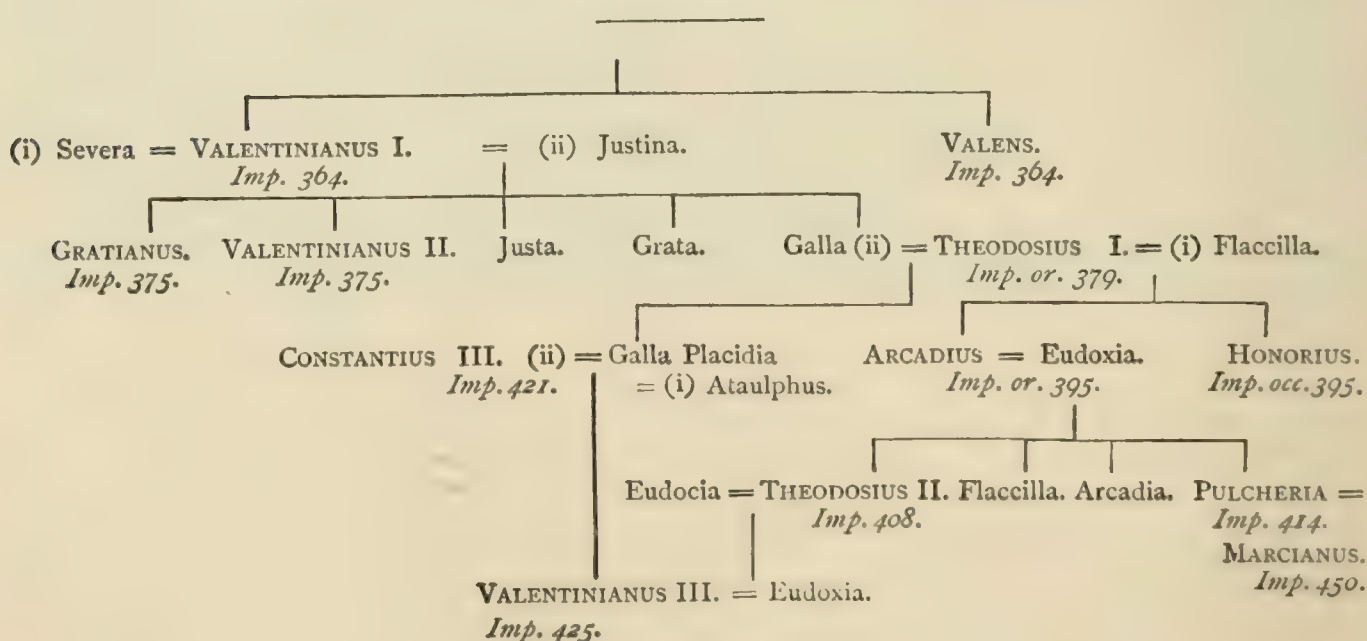 (i) Severa = VALENTINIANUS I. = (ii) Justina. VALENS.
Imp. 364. Imp. 364.
GRATIANUS. VALENTINIANUS II. Justa. Grata. Galla (ii) = THEODOSIUS I. = (i) Flaccilla.
Imp. 375. Imp. 375. Imp. or. 379.
CONSTANTIUS III. (ii) = Galla Placidia ARCADIUS = Eudoxia. HONORIUS.
Imp. 421. = (i) Ataulphus. Imp. or. 395. Imp. occ. 395.
Eudocia = THEODOSIUS II. Flaccilla. Arcadia. PULCHERIA =
Imp. 408. Imp. 414.
MARCIANUS.
Imp. 450.
VALENTINIANUS III. = Eudoxia.
Imp. 425.